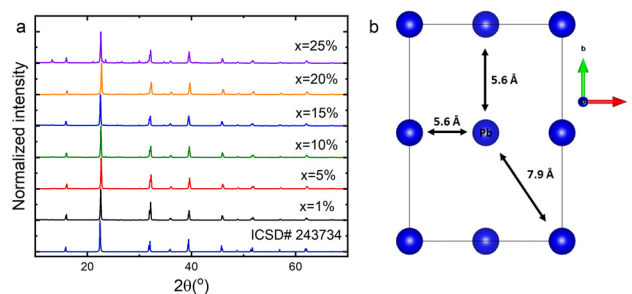 a
Normalized intensity
x=25%
x=20%
x=15%
x=10%
x=5%
x=1%
ICSD# 243734
20
40
60
2θ(°)
b
5.6 Å
5.6 Å
Pb
7.9 Å
b